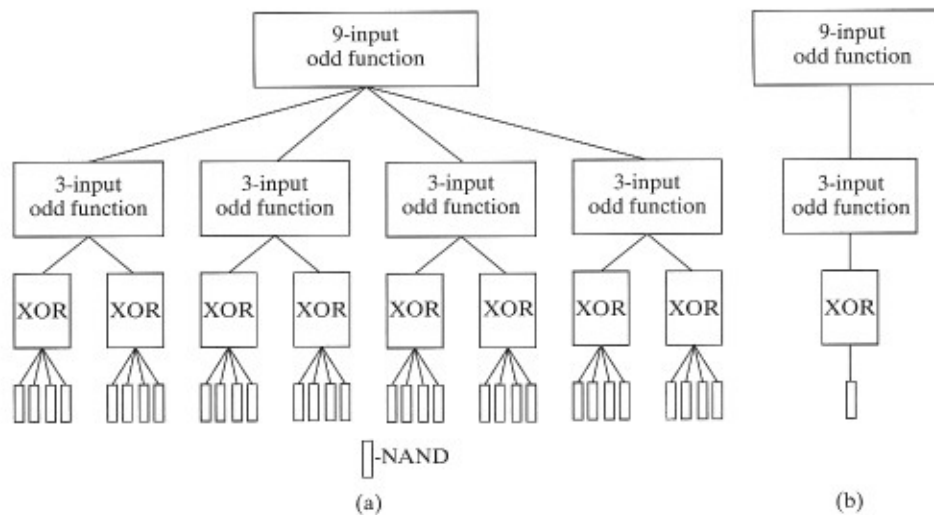 9-input
odd function
9-input
odd function
3-input
odd function
3-input
odd function
3-input
odd function
3-input
odd function
3-input
odd function
XOR
XOR
XOR
XOR
XOR
XOR
XOR
XOR
XOR
-NAND
(a)
(b)